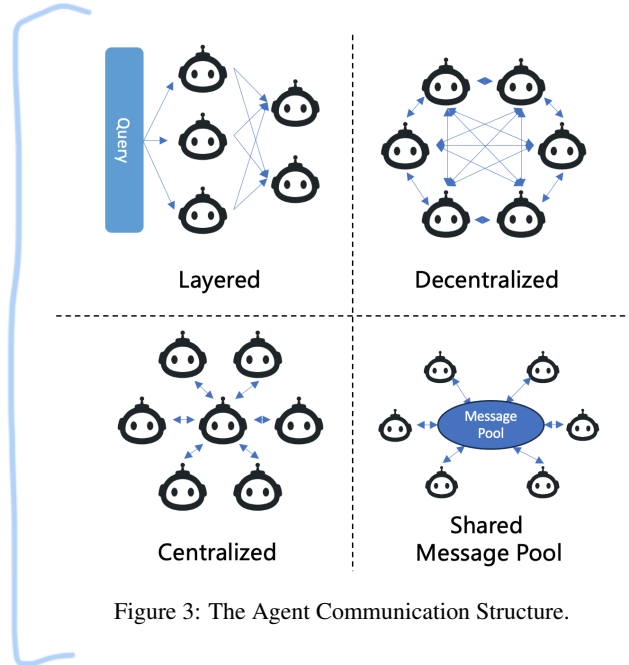 Query
Layered
Decentralized
Centralized
Message
Pool
Shared
Message Pool
Figure 3: The Agent Communication Structure.